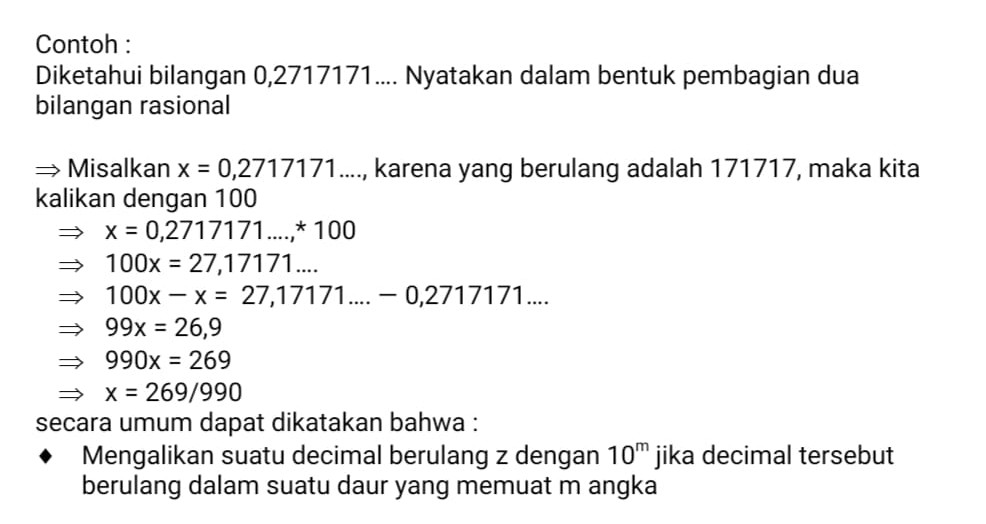 Contoh :
Diketahui bilangan 0,2717171.... Nyatakan dalam bentuk pembagian dua
bilangan rasional
⇒ Misalkan x = 0,2717171...., karena yang berulang adalah 171717, maka kita
kalikan dengan 100
⇒ x = 0,2717171....,* 100
⇒ 100x = 27,17171....
⇒ 100x – x = 27,17171.... – 0,2717171....
⇒ 99x = 26,9
⇒ 990x = 269
⇒ x = 269/990
secara umum dapat dikatakan bahwa :
♦ Mengalikan suatu decimal berulang z dengan 10ᵐ jika decimal tersebut
berulang dalam suatu daur yang memuat m angka